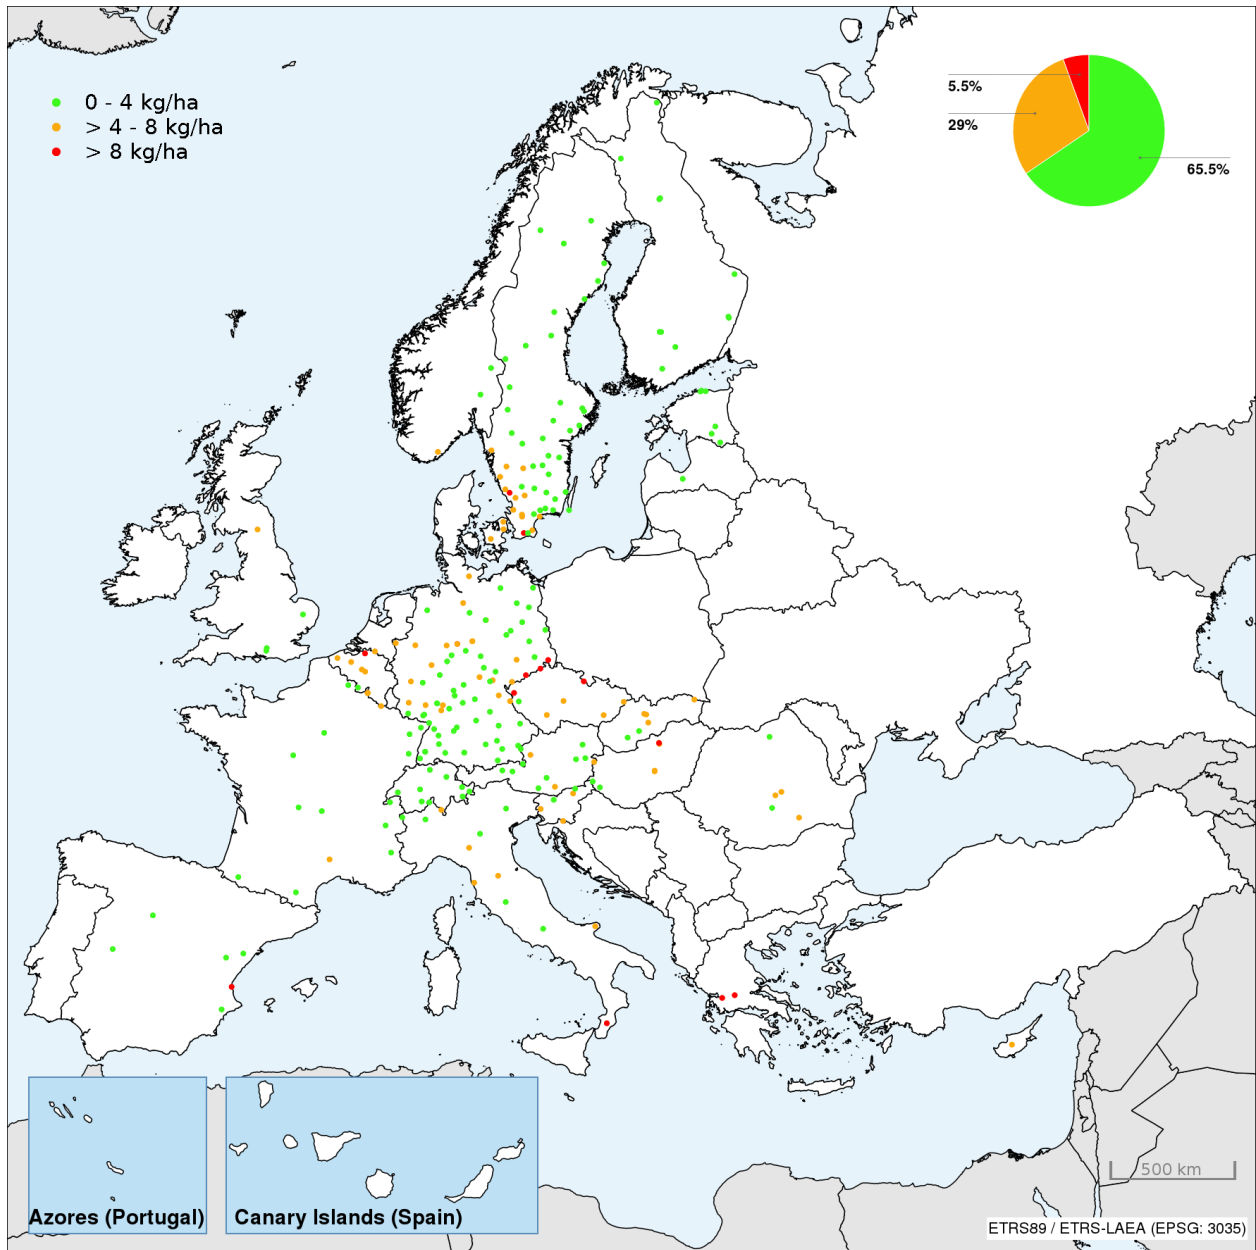 0 - 4 kg/ha
> 4 - 8 kg/ha
> 8 kg/ha
5.5%
29%
65.5%
500 km
Azores (Portugal)
Canary Islands (Spain)
ETRS89 / ETRS-LAEA (EPSG: 3035)